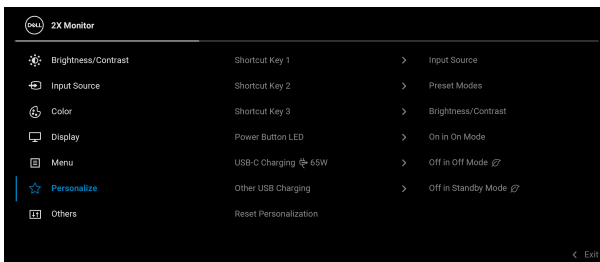 DELL 2X Monitor
Brightness/Contrast Shortcut Key 1 > Input Source
Input Source Shortcut Key 2 > Preset Modes
Color Shortcut Key 3 > Brightness/Contrast
Display Power Button LED > On in On Mode
Menu USB-C Charging 65W > Off in Off Mode
Personalize Other USB Charging > Off in Standby Mode
Others Reset Personalization
< Exit